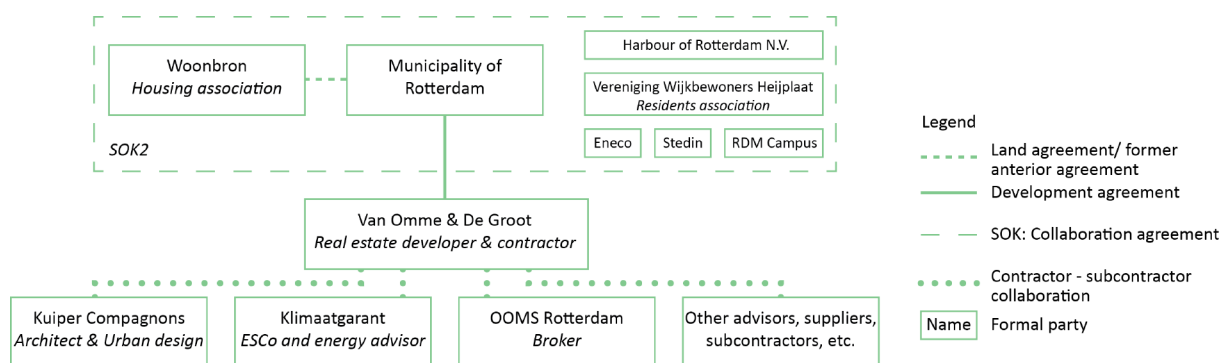 Woonbron
Housing association
Municipality of
Rotterdam
Harbour of Rotterdam N.V.
Vereniging Wijkbewoners Heijplaat
Residents association
Eneco
Stedin
RDM Campus
SOK2
Van Omme & De Groot
Real estate developer & contractor
Kuiper Compagnons
Architect & Urban design
Klimaatgarant
ESCo and energy advisor
OOMS Rotterdam
Broker
Other advisors, suppliers,
subcontractors, etc.
Legend
Land agreement/ former
anterior agreement
Development agreement
SOK: Collaboration agreement
Contractor - subcontractor
collaboration
Name
Formal party